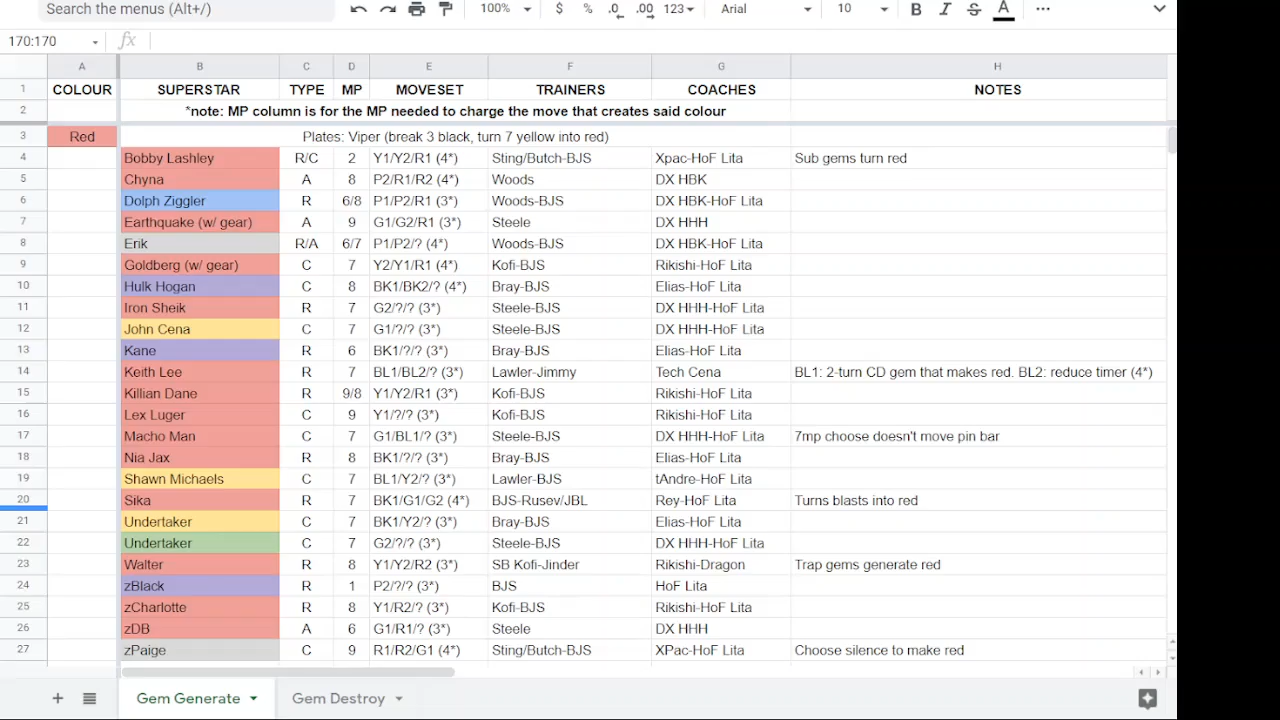 Search the menus (Alt+/)
100% $ % .0 .00 123 Arial 10 B I S A ...
170:170 fx
A B C D E F G H
1 COLOUR SUPERSTAR TYPE MP MOVESET TRAINERS COACHES NOTES
2 *note: MP column is for the MP needed to charge the move that creates said colour
3 Red Plates: Viper (break 3 black, turn 7 yellow into red)
4 Bobby Lashley R/C 2 Y1/Y2/R1 (4*) Sting/Butch-BJS Xpac-HoF Lita Sub gems turn red
5 Chyna A 8 P2/R1/R2 (4*) Woods DX HBK
6 Dolph Ziggler R 6/8 P1/P2/R1 (3*) Woods-BJS DX HBK-HoF Lita
7 Earthquake (w/ gear) A 9 G1/G2/R1 (3*) Steele DX HHH
8 Erik R/A 6/7 P1/P2/? (4*) Woods-BJS DX HBK-HoF Lita
9 Goldberg (w/ gear) C 7 Y2/Y1/R1 (4*) Kofi-BJS Rikishi-HoF Lita
10 Hulk Hogan C 8 BK1/BK2/? (4*) Bray-BJS Elias-HoF Lita
11 Iron Sheik R 7 G2/?/? (3*) Steele-BJS DX HHH-HoF Lita
12 John Cena C 7 G1/?/? (3*) Steele-BJS DX HHH-HoF Lita
13 Kane R 6 BK1/?/? (3*) Bray-BJS Elias-HoF Lita
14 Keith Lee R 7 BL1/BL2/? (3*) Lawler-Jimmy Tech Cena BL1: 2-turn CD gem that makes red. BL2: reduce timer (4*)
15 Killian Dane R 9/8 Y1/Y2/R1 (3*) Kofi-BJS Rikishi-HoF Lita
16 Lex Luger C 9 Y1/?/? (3*) Kofi-BJS Rikishi-HoF Lita
17 Macho Man C 7 G1/BL1/? (3*) Steele-BJS DX HHH-HoF Lita 7mp choose doesn't move pin bar
18 Nia Jax R 8 BK1/?/? (3*) Bray-BJS Elias-HoF Lita
19 Shawn Michaels C 7 BL1/Y2/? (3*) Lawler-BJS tAndre-HoF Lita
20 Sika R 7 BK1/G1/G2 (4*) BJS-Rusev/JBL Rey-HoF Lita Turns blasts into red
21 Undertaker C 7 BK1/Y2/? (3*) Bray-BJS Elias-HoF Lita
22 Undertaker C 7 G2/?/? (3*) Steele-BJS DX HHH-HoF Lita
23 Walter R 8 Y1/Y2/R2 (3*) SB Kofi-Jinder Rikishi-Dragon Trap gems generate red
24 zBlack R 1 P2/?/? (3*) BJS HoF Lita
25 zCharlotte R 8 Y1/R2/? (3*) Kofi-BJS Rikishi-HoF Lita
26 zDB A 6 G1/R1/? (3*) Steele DX HHH
27 zPaige C 9 R1/R2/G1 (4*) Sting/Butch-BJS XPac-HoF Lita Choose silence to make red
+ Gem Generate Gem Destroy